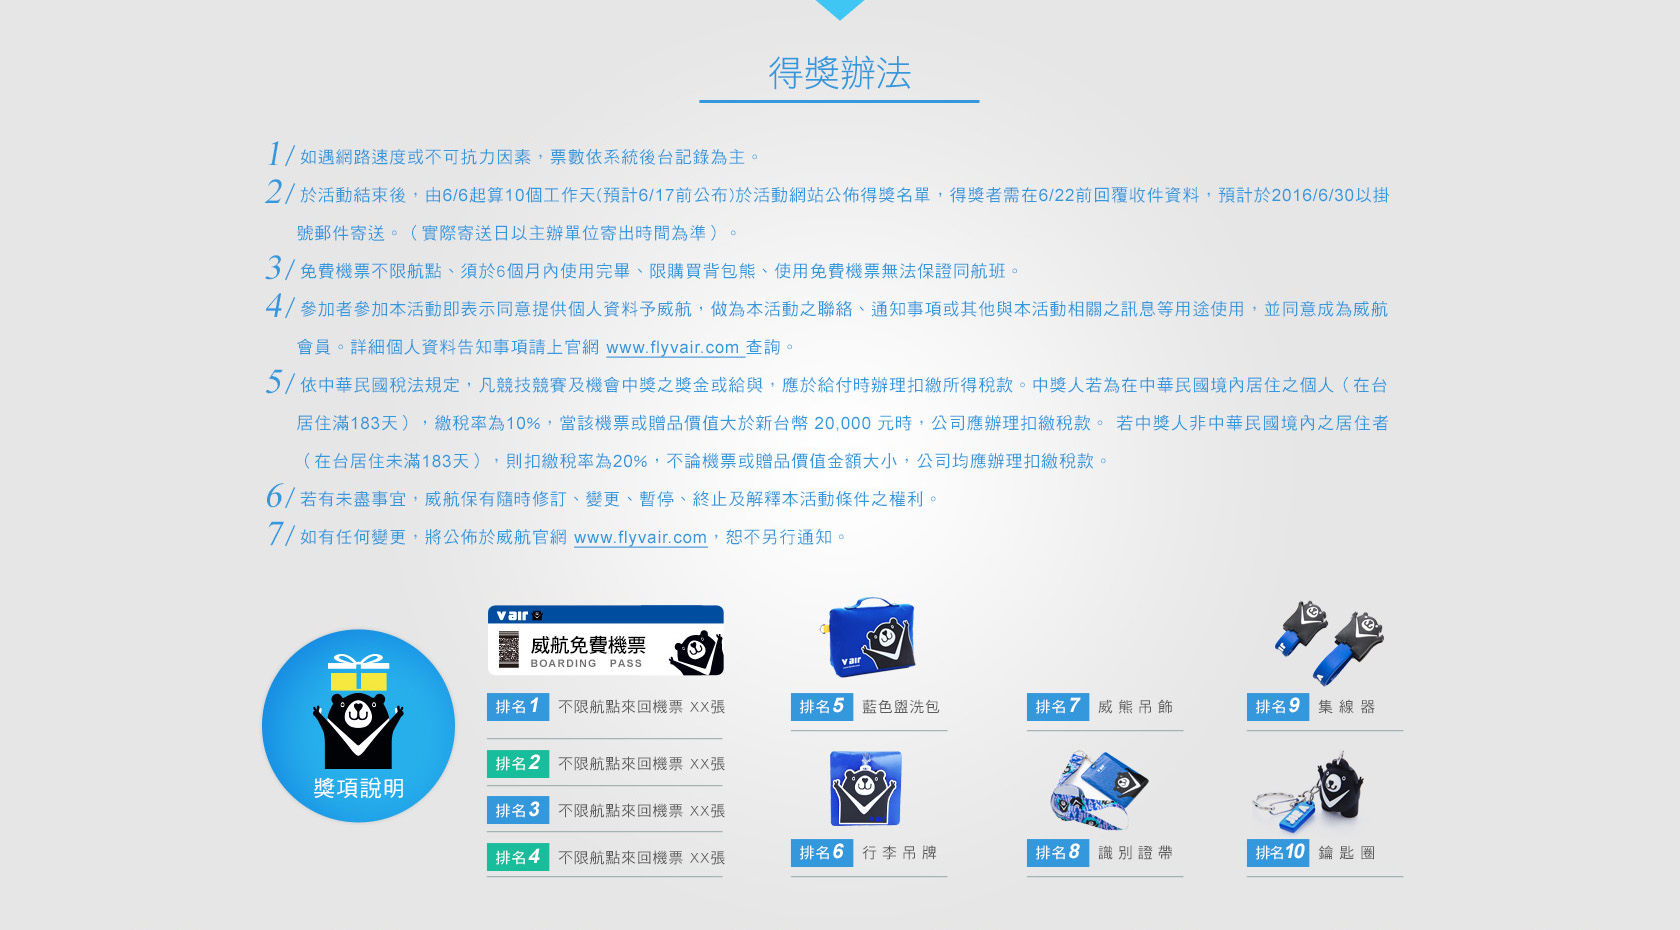 得獎辦法
1/ 如遇網路速度或不可抗力因素，票數依系統後台記錄為主。
2/ 於活動結束後，由6/6起算10個工作天(預計6/17前公布)於活動網站公佈得獎名單，得獎者需在6/22前回覆收件資料，預計於2016/6/30以掛
號郵件寄送。（實際寄送日以主辦單位寄出時間為準）。
3/ 免費機票不限航點、須於6個月內使用完畢、限購買背包熊、使用免費機票無法保證同航班。
4/ 參加者參加本活動即表示同意提供個人資料予威航，做為本活動之聯絡、通知事項或其他與本活動相關之訊息等用途使用，並同意成為威航
會員。詳細個人資料告知事項請上官網 www.flyvair.com 查詢。
5/ 依中華民國稅法規定，凡競技競賽及機會中獎之獎金或給與，應於給付時辦理扣繳所得稅款。中獎人若為在中華民國境內居住之個人（在台
居住滿183天），繳稅率為10%，當該機票或贈品價值大於新台幣 20,000 元時，公司應辦理扣繳稅款。 若中獎人非中華民國境內之居住者
（在台居住未滿183天），則扣繳稅率為20%，不論機票或贈品價值金額大小，公司均應辦理扣繳稅款。
6/ 若有未盡事宜，威航保有隨時修訂、變更、暫停、終止及解釋本活動條件之權利。
7/ 如有任何變更，將公佈於威航官網 www.flyvair.com，恕不另行通知。
獎項說明
v air
威航免費機票
BOARDING PASS
排名1 不限航點來回機票 XX張
排名2 不限航點來回機票 XX張
排名3 不限航點來回機票 XX張
排名4 不限航點來回機票 XX張
v air
排名5 藍色盥洗包
排名6 行李吊牌
排名7 威熊吊飾
排名8 識別證帶
排名9 集線器
排名10 鑰匙圈